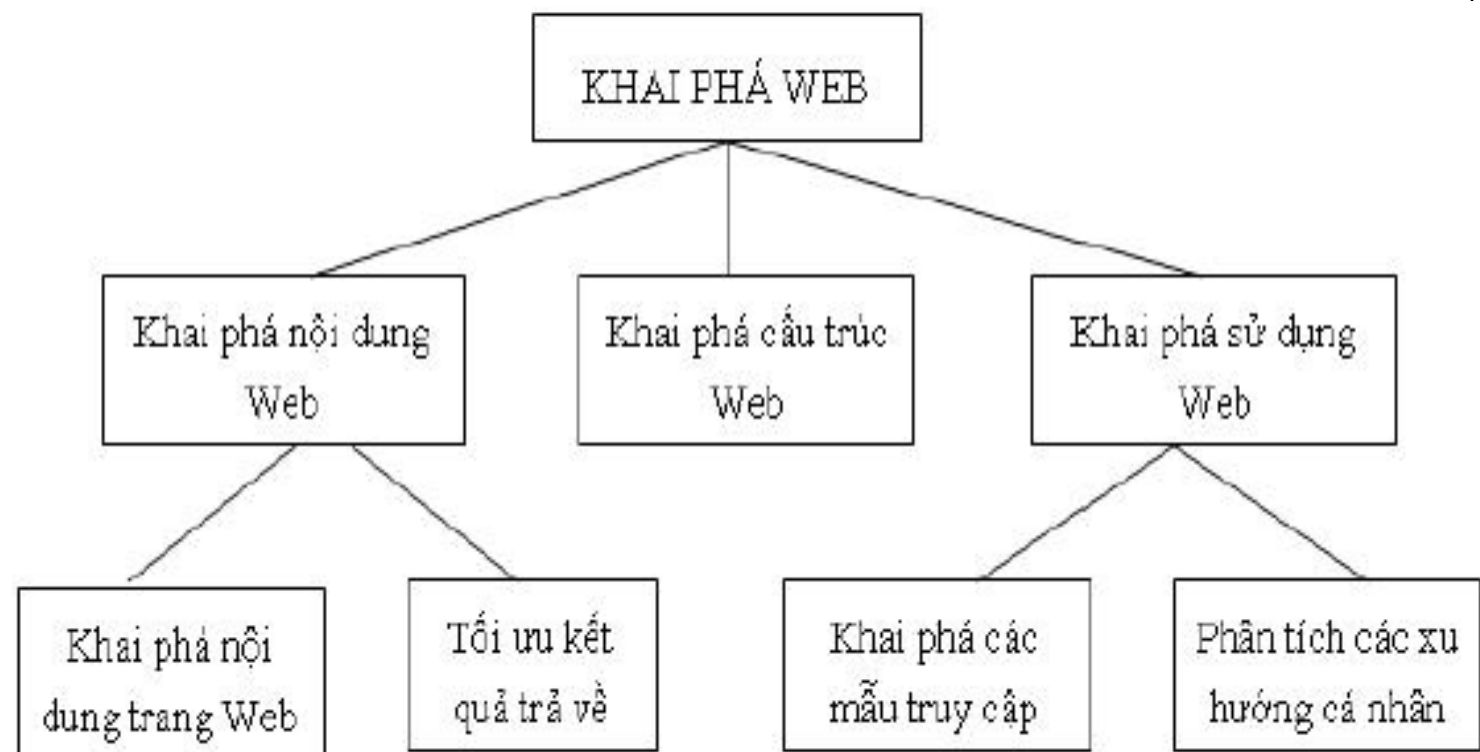 KHAI PHÁ WEB
Khai phá nội dung
Web
Khai phá cấu trúc
Web
Khai phá sử dụng
Web
Khai phá nội
dung trang Web
Tối ưu kết
quả trả về
Khai phá các
mẫu truy cập
Phân tích các xu
hướng cá nhân